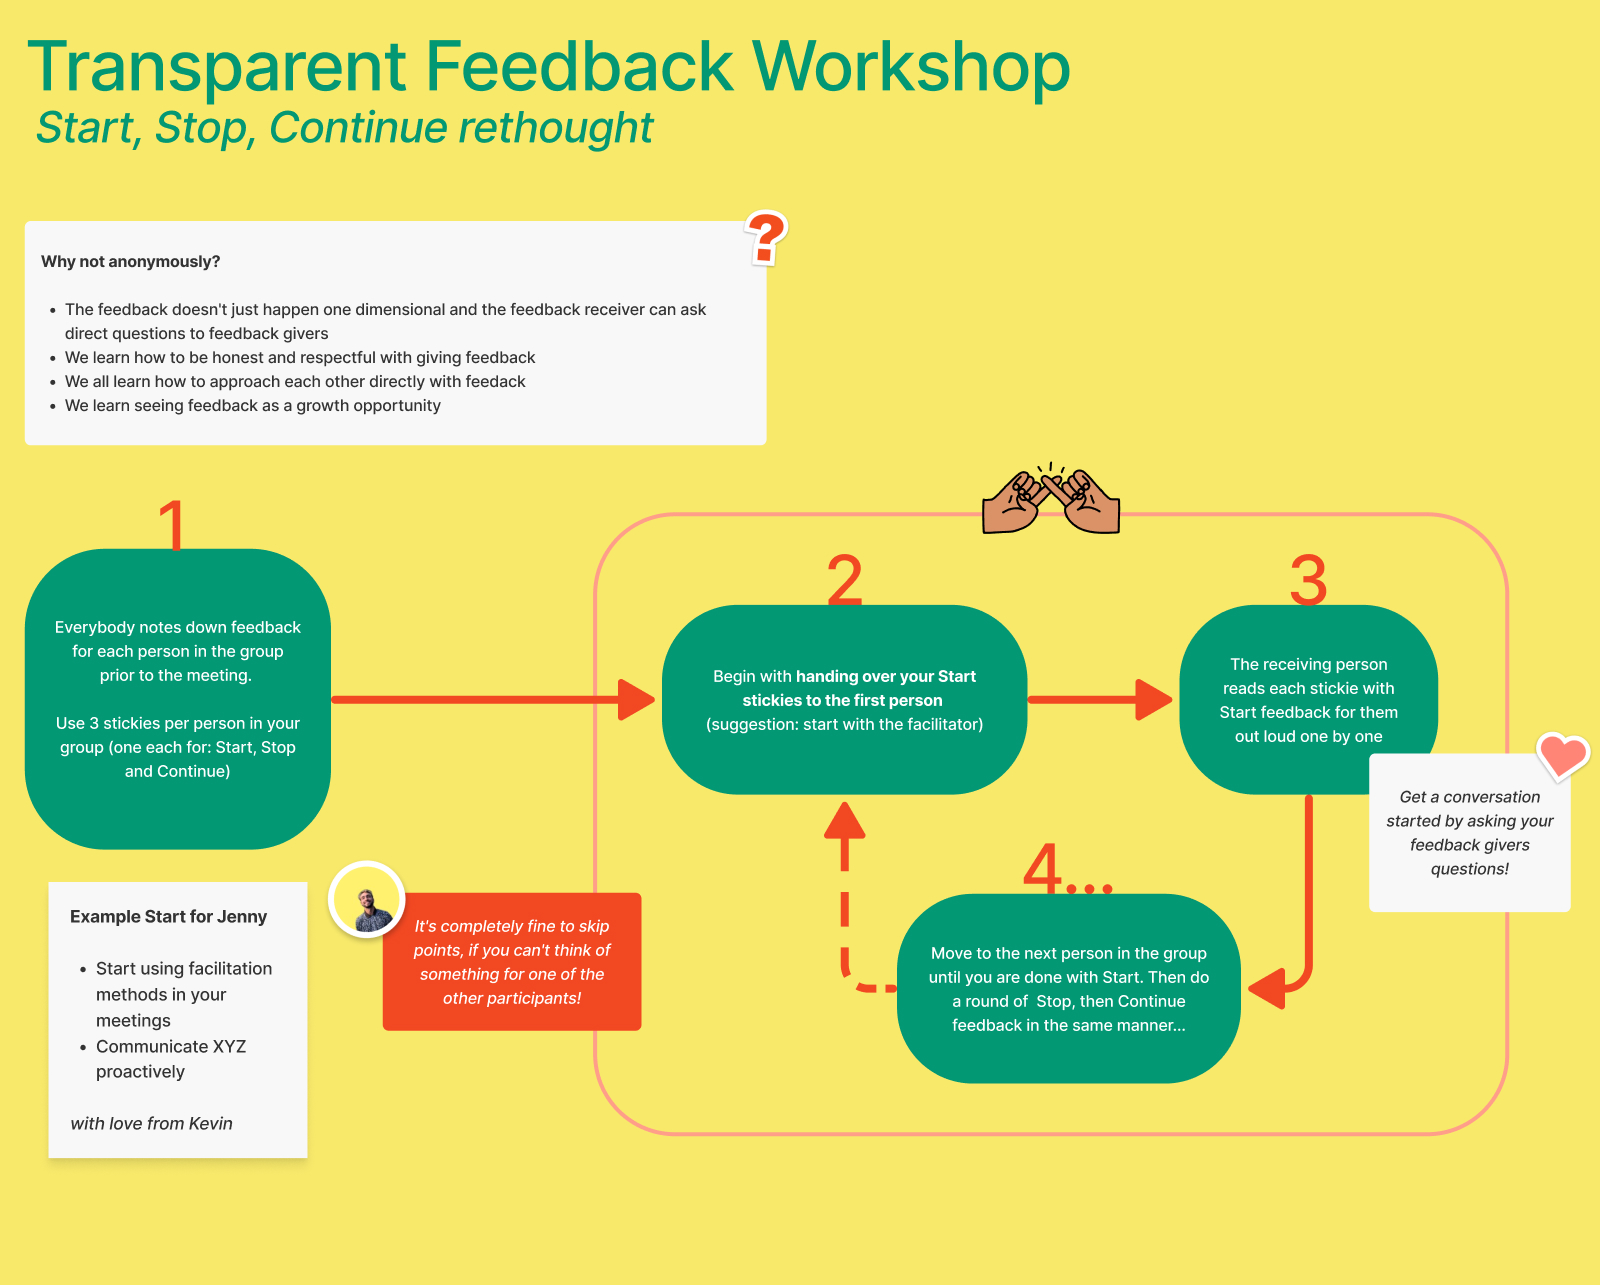 Transparent Feedback Workshop
Start, Stop, Continue rethought
?
Why not anonymously?
• The feedback doesn't just happen one dimensional and the feedback receiver can ask
direct questions to feedback givers
• We learn how to be honest and respectful with giving feedback
• We all learn how to approach each other directly with feedack
• We learn seeing feedback as a growth opportunity
1
Everybody notes down feedback
for each person in the group
prior to the meeting.
Use 3 stickies per person in your
group (one each for: Start, Stop
and Continue)
2
Begin with handing over your Start
stickies to the first person
(suggestion: start with the facilitator)
3
The receiving person
reads each stickie with
Start feedback for them
out loud one by one
Get a conversation
started by asking your
feedback givers
questions!
4...
Move to the next person in the group
until you are done with Start. Then do
a round of  Stop, then Continue
feedback in the same manner...
It's completely fine to skip
points, if you can't think of
something for one of the
other participants!
Example Start for Jenny
• Start using facilitation
methods in your
meetings
• Communicate XYZ
proactively
with love from Kevin